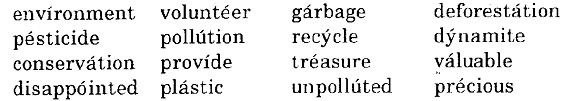 envíronment volunteér gárbage deforestátion
pésticide pollútion recýcle dýnamite
conservátion províde tréasure váluable
disappóinted plástic unpollúted précious